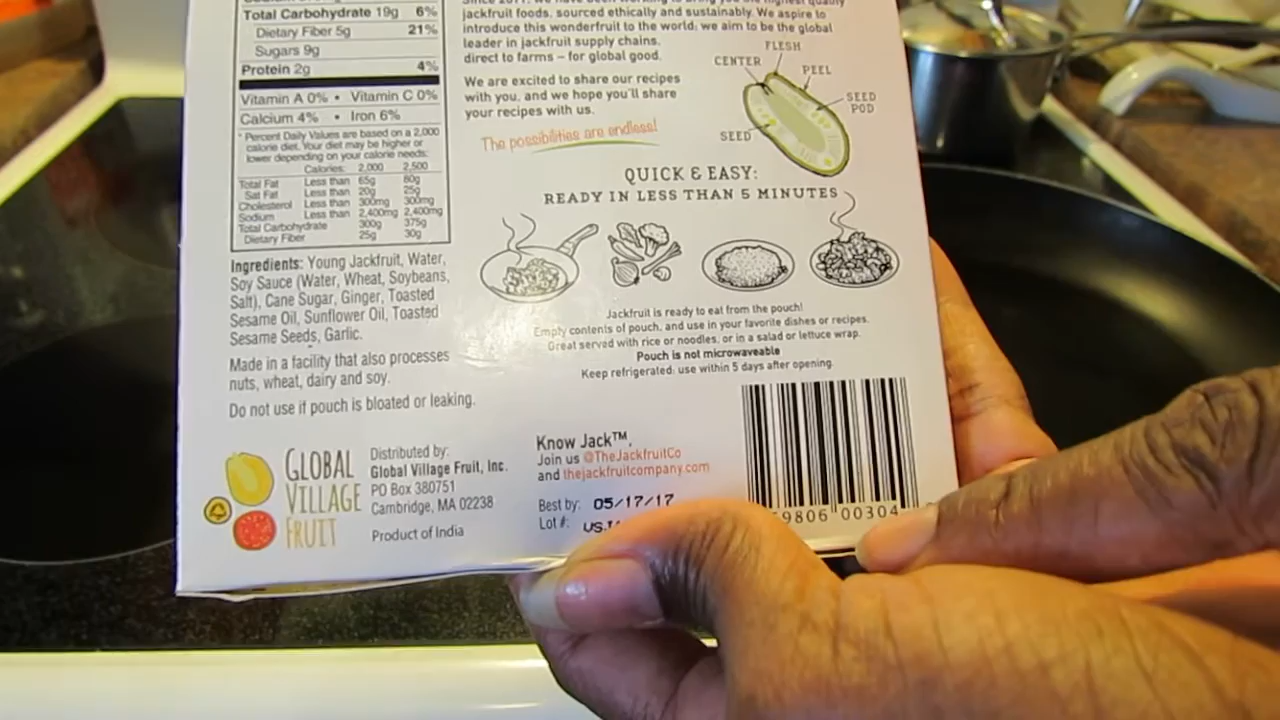 Total Carbohydrate 19g 6%
Dietary Fiber 5g 21%
Sugars 9g
Protein 2g 4%
Vitamin A 0% • Vitamin C 0%
Calcium 4% • Iron 6%
* Percent Daily Values are based on a 2,000
calorie diet. Your diet may be higher or
lower depending on your calorie needs:
Calories: 2,000 2,500
Total Fat Less than 65g 80g
Sat Fat Less than 20g 25g
Cholesterol Less than 300mg 300mg
Sodium Less than 2,400mg 2,400mg
Total Carbohydrate 300g 375g
Dietary Fiber 25g 30g
Ingredients: Young Jackfruit, Water,
Soy Sauce (Water, Wheat, Soybeans,
Salt), Cane Sugar, Ginger, Toasted
Sesame Oil, Sunflower Oil, Toasted
Sesame Seeds, Garlic.
Made in a facility that also processes
nuts, wheat, dairy and soy.
Do not use if pouch is bloated or leaking.
GLOBAL
VILLAGE
FRUIT
Distributed by:
Global Village Fruit, Inc.
PO Box 380751
Cambridge, MA 02238
Product of India
jackfruit foods, sourced ethically and sustainably. We aspire to
introduce this wonderfruit to the world; we aim to be the global
leader in jackfruit supply chains,
direct to farms – for global good.
We are excited to share our recipes
with you, and we hope you'll share
your recipes with us.
The possibilities are endless!
FLESH
CENTER
PEEL
SEED
POD
SEED
QUICK & EASY:
READY IN LESS THAN 5 MINUTES
Jackfruit is ready to eat from the pouch!
Empty contents of pouch, and use in your favorite dishes or recipes.
Great served with rice or noodles, or in a salad or lettuce wrap.
Pouch is not microwaveable
Keep refrigerated; use within 5 days after opening.
Know Jack™,
Join us @TheJackfruitCo
and thejackfruitcompany.com
Best by: 05/17/17
Lot #: US.
9806 00304